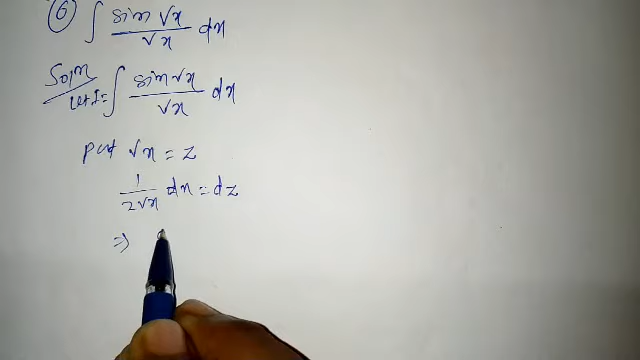 ⑥ ∫ sin √x / √x dx
Soln
Let I = ∫ sin √x / √x dx
put √x = z
1 / 2√x dx = dz
⇒